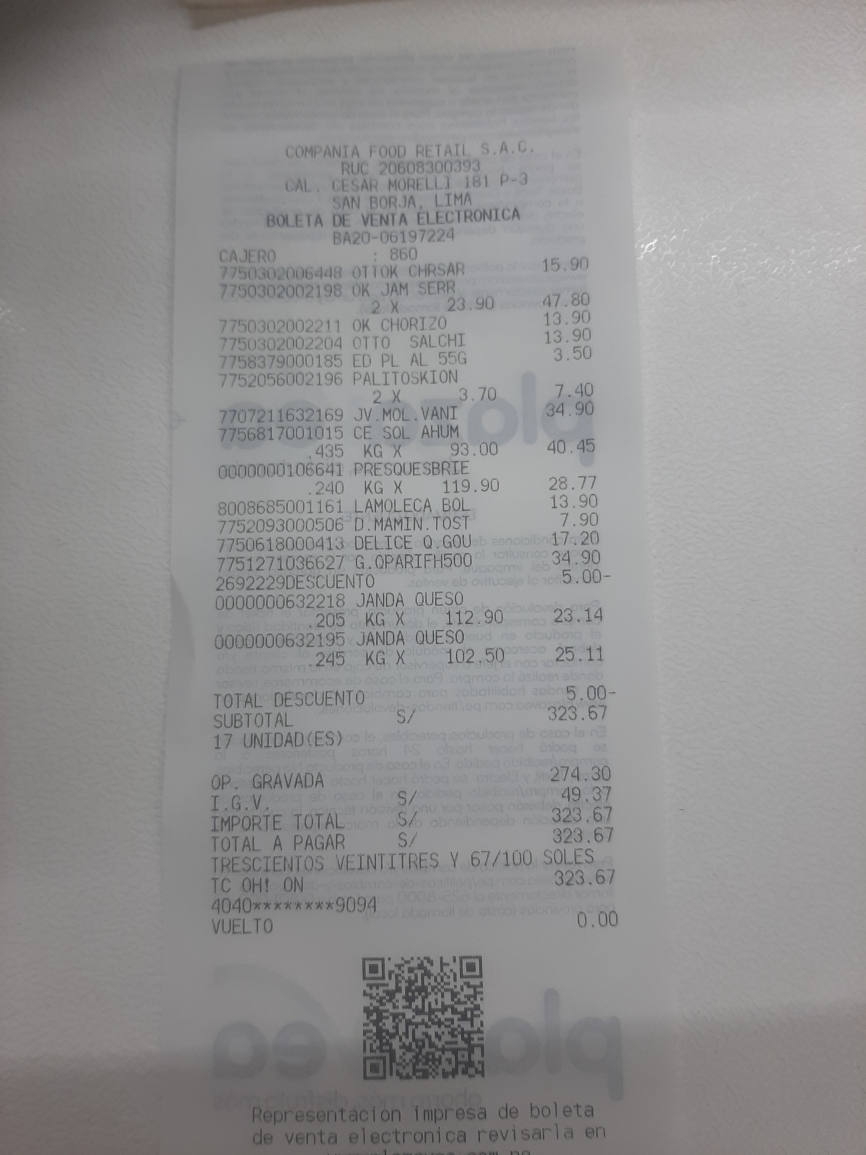 COMPANIA FOOD RETAIL S.A.C.
RUC 20608300393
CAL. CESAR MORELLI 181 P-3
SAN BORJA, LIMA
BOLETA DE VENTA ELECTRONICA
BA20-06197224
CAJERO : 860
7750302006448 OTTOK CHRSAR 15.90
7750302002198 OK JAM SERR
2 X 23.90 47.80
7750302002211 OK CHORIZO 13.90
7750302002204 OTTO SALCHI 13.90
7758379000185 ED PL AL 55G 3.50
7752056002196 PALITOSKION
2 X 3.70 7.40
7707211632169 JV.MOL.VANI 34.90
7756817001015 CE SOL AHUM
.435 KG X 93.00 40.45
0000000106641 PRESQUESBRIE
.240 KG X 119.90 28.77
8008685001161 LAMOLECA BOL 13.90
7752093000506 D.MAMIN.TOST 7.90
7750618000413 DELICE Q.GOU 17.20
7751271036627 G.OPARIFH500 34.90
2692229DESCUENTO 5.00-
0000000632218 JANDA QUESO
.205 KG X 112.90 23.14
0000000632195 JANDA QUESO
.245 KG X 102.50 25.11
TOTAL DESCUENTO 5.00-
SUBTOTAL S/ 323.67
17 UNIDAD(ES)
OP. GRAVADA 274.30
I.G.V. S/ 49.37
IMPORTE TOTAL S/ 323.67
TOTAL A PAGAR S/ 323.67
TRESCIENTOS VEINTITRES Y 67/100 SOLES
TC OH! ON 323.67
4040********9094
VUELTO 0.00
Representacion impresa de boleta
de venta electronica revisarla en